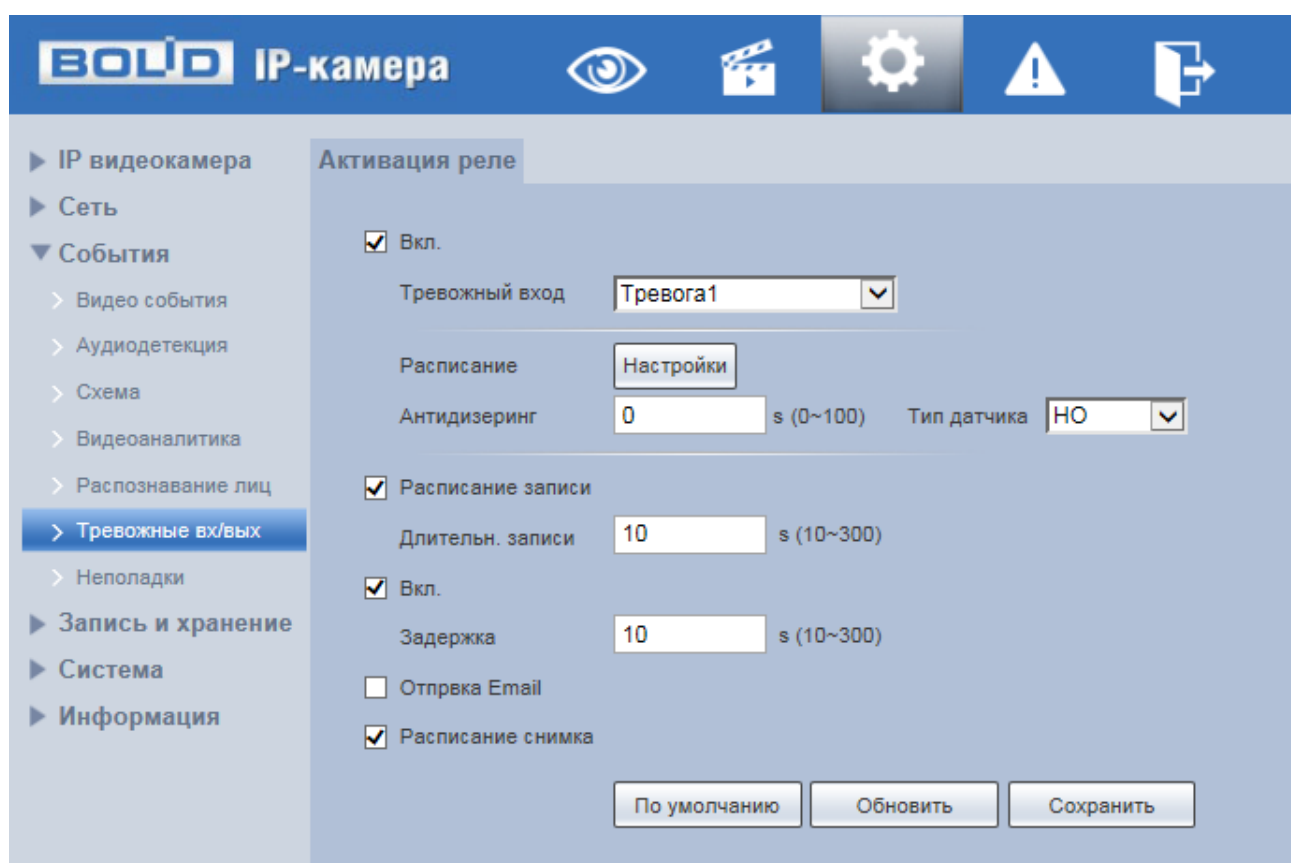 BOLID IP-камера
IP видеокамера
Сеть
События
Видео события
Аудиодетекция
Схема
Видеоаналитика
Распознавание лиц
Тревожные вх/вых
Неполадки
Запись и хранение
Система
Информация
Активация реле
Вкл.
Тревожный вход Тревога1
Расписание Настройки
Антидизеринг 0 s (0~100) Тип датчика НО
Расписание записи
Длительн. записи 10 s (10~300)
Вкл.
Задержка 10 s (10~300)
Отпрвка Email
Расписание снимка
По умолчанию Обновить Сохранить